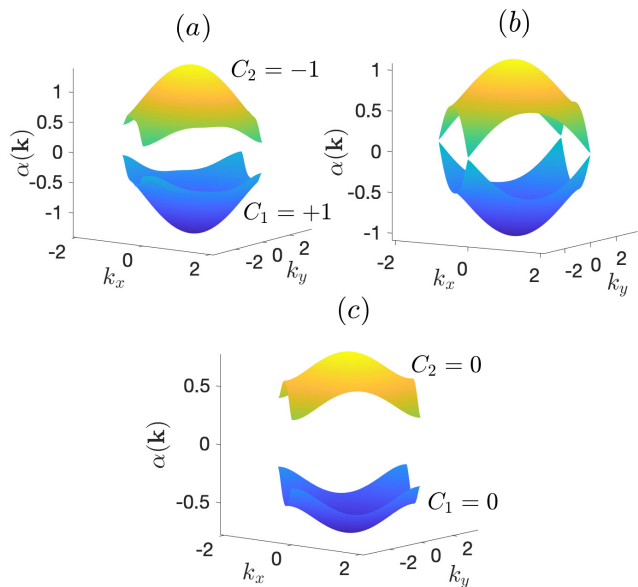 (a)
C₂ = −1
1
0.5
0
-0.5
-1
α(𝐤)
C₁ = +1
-2
0
2
kₓ
-2
0
2
k_y
(b)
1
0.5
0
-0.5
-1
α(𝐤)
-2
0
2
kₓ
-2
0
2
k_y
(c)
C₂ = 0
0.5
0
-0.5
α(𝐤)
C₁ = 0
-2
0
2
kₓ
-2
0
2
k_y